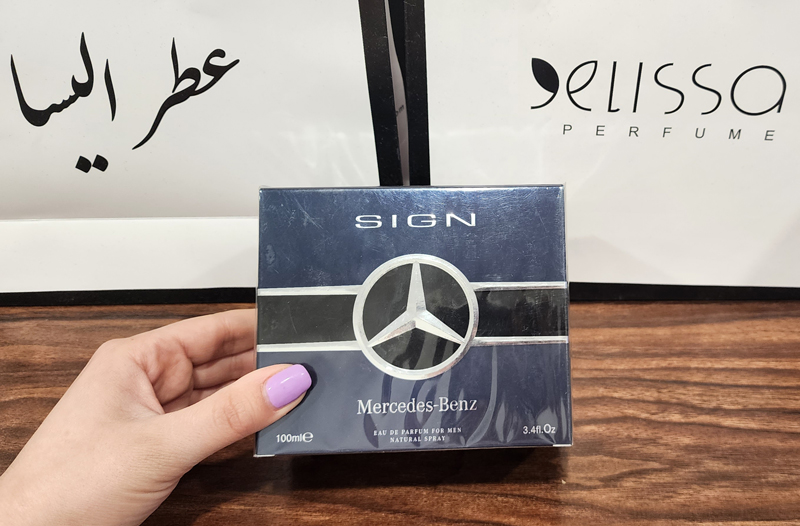 عطر اليسا
elissa
PERFUME
SIGN
Mercedes-Benz
EAU DE PARFUM FOR MEN
NATURAL SPRAY
100ml℮
3.4fl.Oz